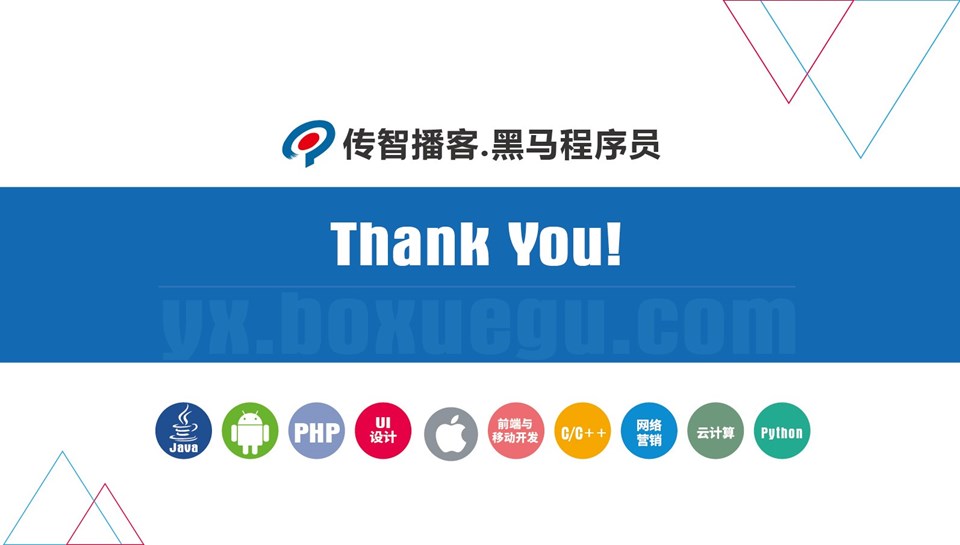 传智播客.黑马程序员
Thank You!
yx.boxuegu.com
Java
PHP
UI
设计
前端与
移动开发
C/C++
网络
营销
云计算
Python